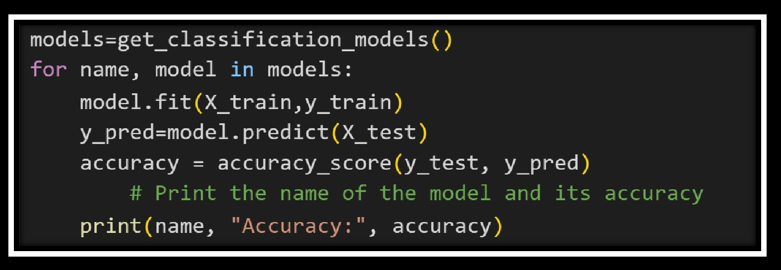 models=get_classification_models()
for name, model in models:
    model.fit(X_train,y_train)
    y_pred=model.predict(X_test)
    accuracy = accuracy_score(y_test, y_pred)
        # Print the name of the model and its accuracy
    print(name, "Accuracy:", accuracy)